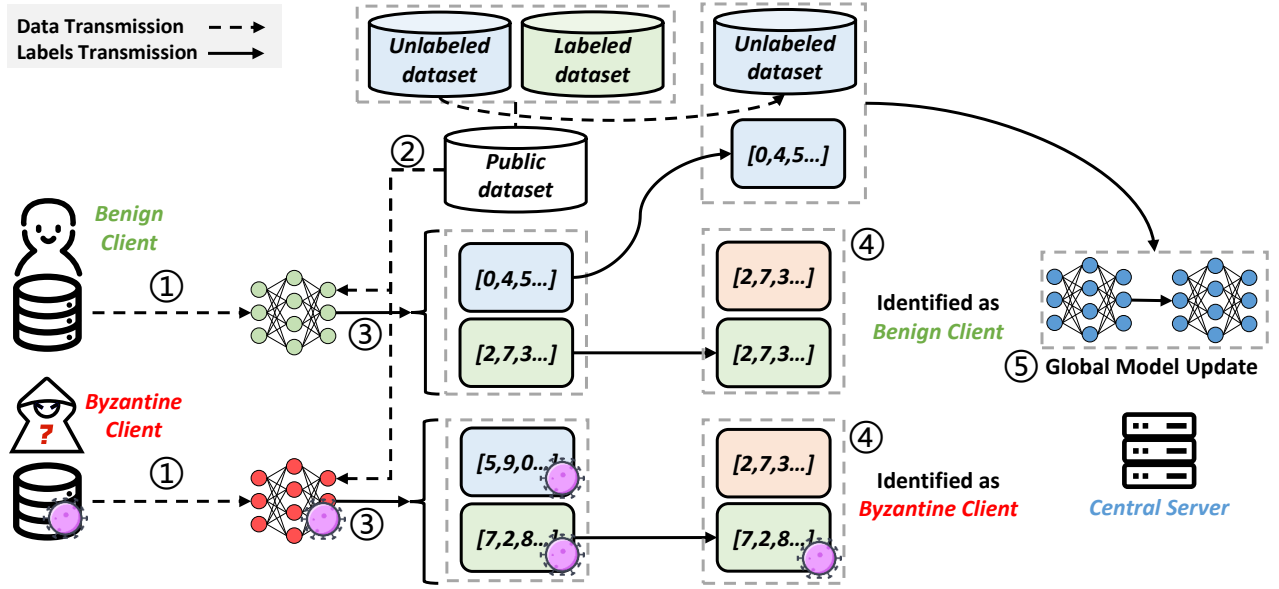 Data Transmission
Labels Transmission
Unlabeled
dataset
Labeled
dataset
Unlabeled
dataset
②
Public
dataset
[0,4,5...]
Benign
Client
①
③
[0,4,5...]
[2,7,3...]
[2,7,3...]
[2,7,3...]
④
Identified as
Benign Client
⑤ Global Model Update
?
Byzantine
Client
①
③
[5,9,0...]
[7,2,8...]
[2,7,3...]
[7,2,8...]
④
Identified as
Byzantine Client
Central Server